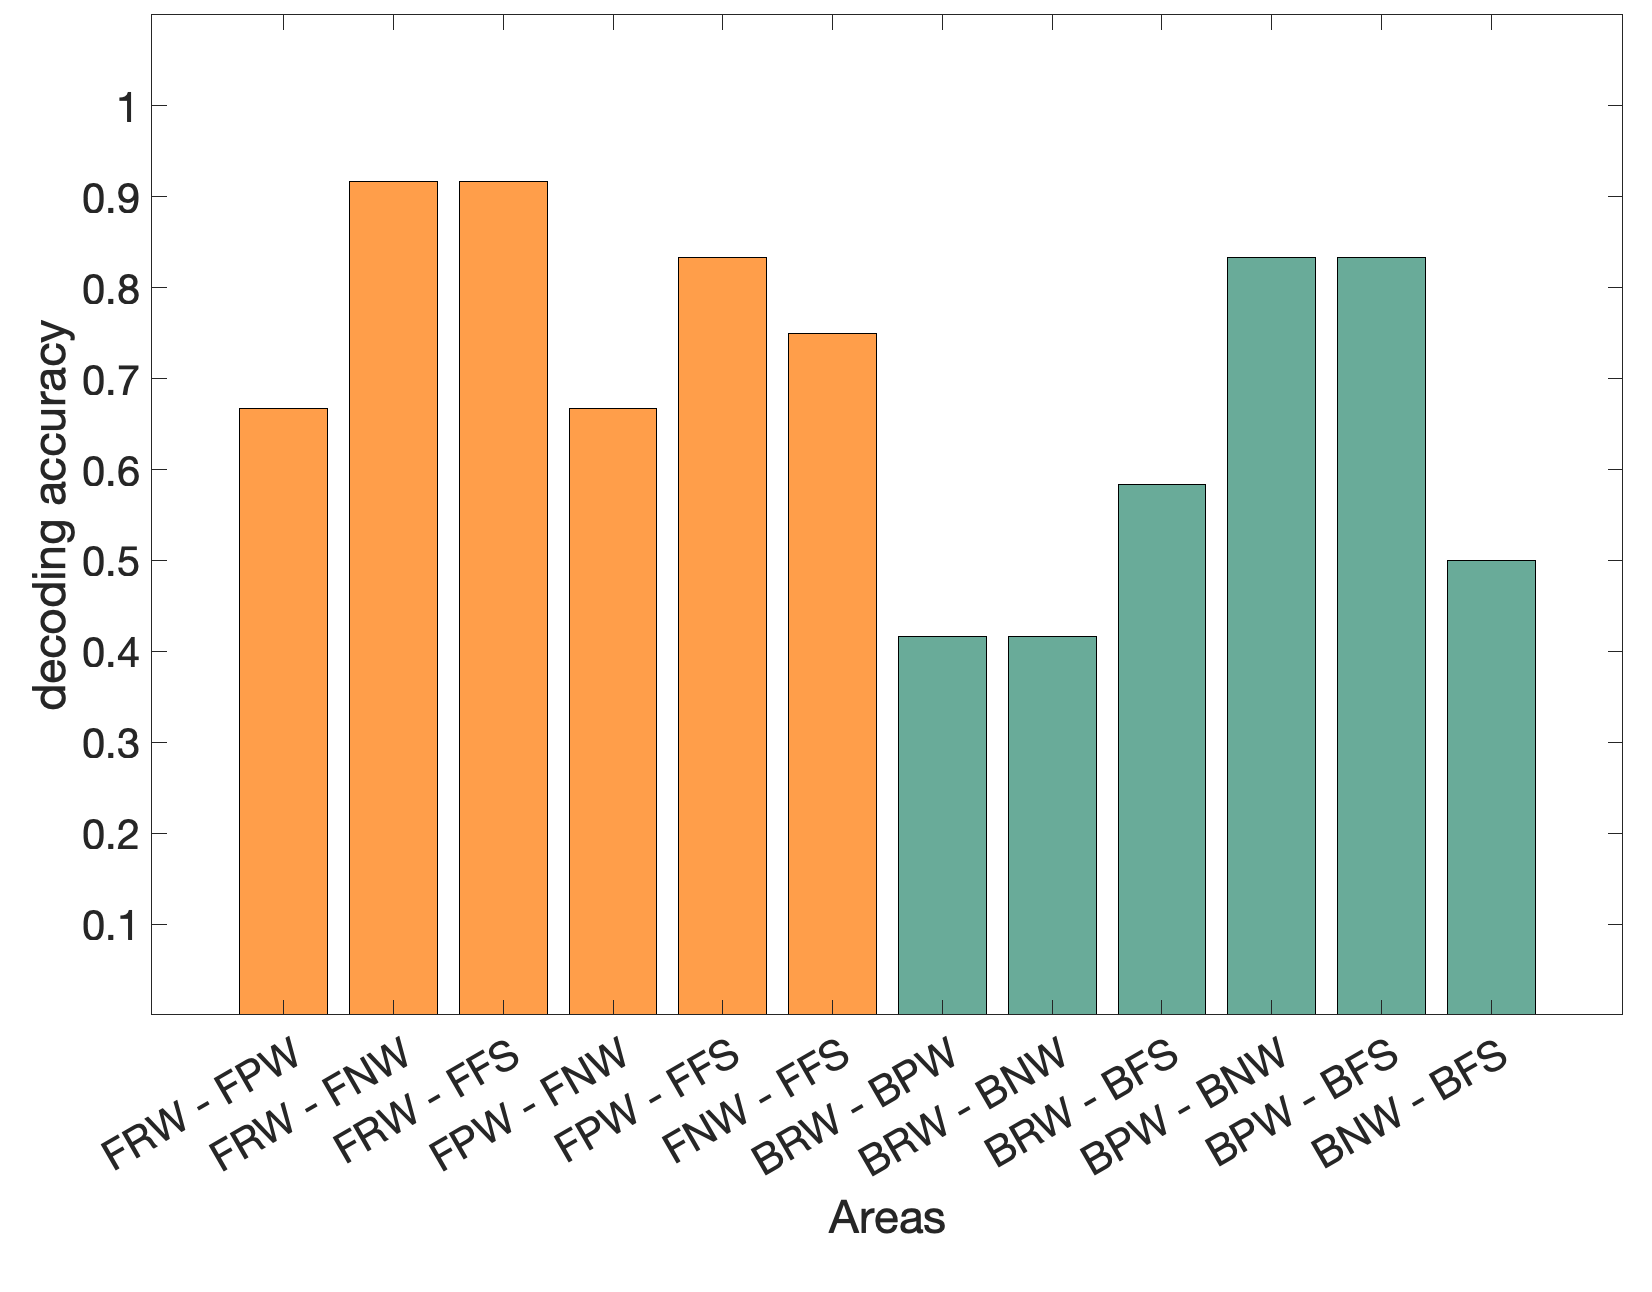 decoding accuracy
1
0.9
0.8
0.7
0.6
0.5
0.4
0.3
0.2
0.1
FRW - FPW
FRW - FNW
FRW - FFS
FPW - FNW
FPW - FFS
FNW - FFS
BRW - BPW
BRW - BNW
BRW - BFS
BPW - BNW
BPW - BFS
BNW - BFS
Areas